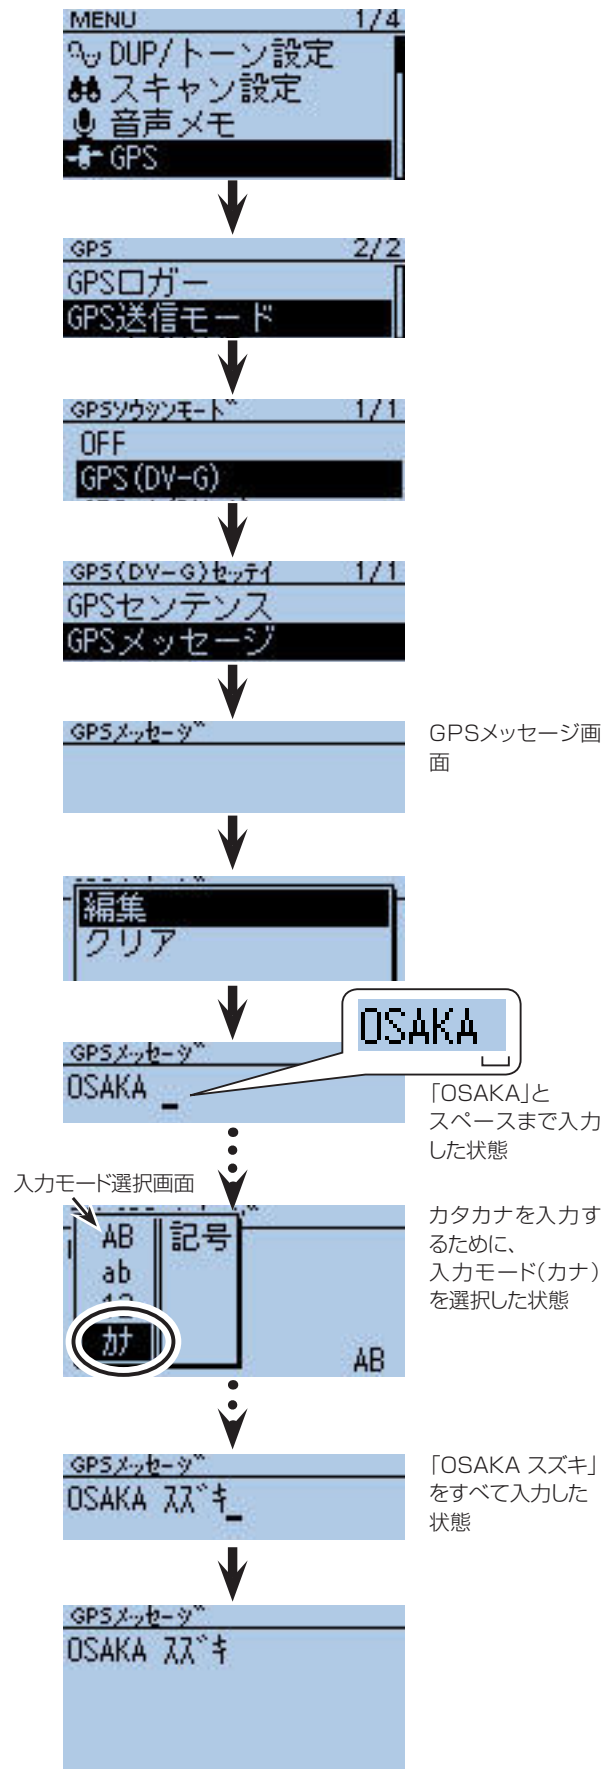 MENU 1/4
DUP/トーン設定
スキャン設定
音声メモ
GPS
GPS 2/2
GPSロガー
GPS送信モード
GPSソウシンモード 1/1
OFF
GPS(DV-G)
GPS(DV-G)セッテイ 1/1
GPSセンテンス
GPSメッセージ
GPSメッセージ
GPSメッセージ画
面
編集
クリア
OSAKA
GPSメッセージ
OSAKA _
「OSAKA」と
スペースまで入力
した状態
入力モード選択画面
AB 記号
ab
カナ
AB
カタカナを入力す
るために、
入力モード(カナ)
を選択した状態
GPSメッセージ
OSAKA スズキ_
「OSAKA スズキ」
をすべて入力した
状態
GPSメッセージ
OSAKA スズキ